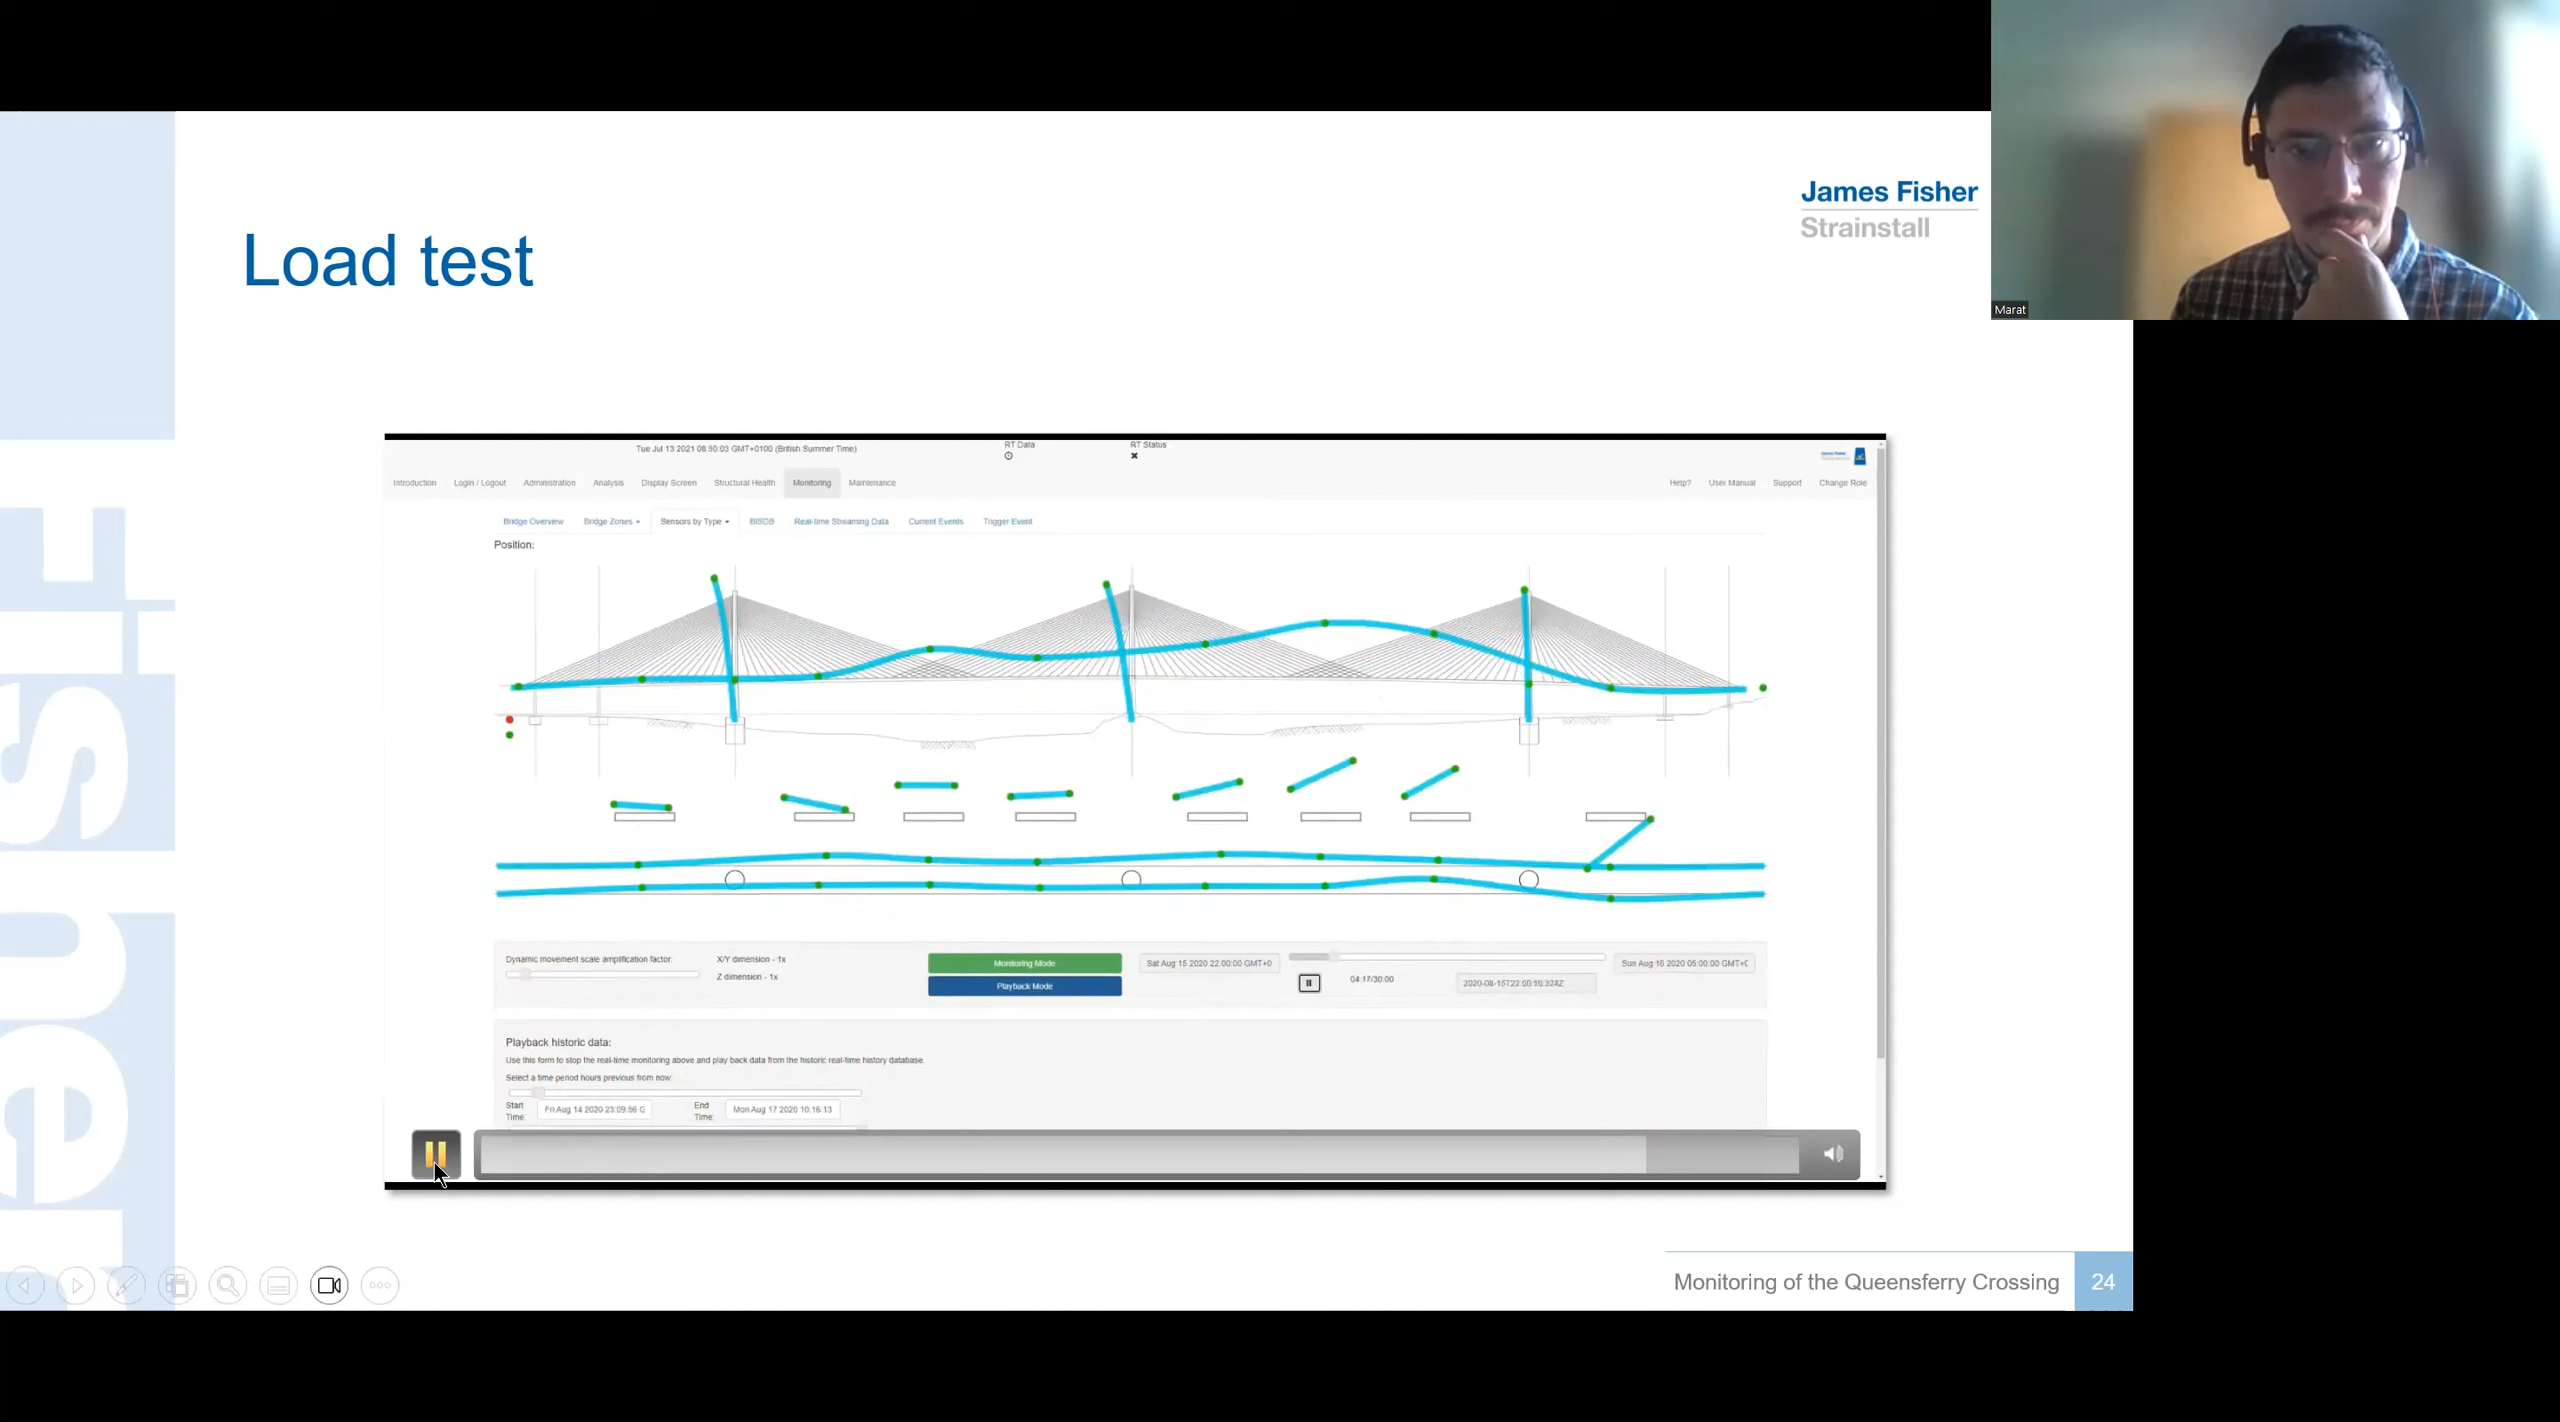 James Fisher
Strainstall
Marat
Load test
Tue Jul 13 2021 08:50:03 GMT+0100 (British Summer Time)
RT Data
RT Status
Introduction Login / Logout Administration Analysis Display Screen Structural Health Monitoring Maintenance Help? User Manual Support Change Role
Bridge Overview Bridge Zones Sensors by Type BISDB Real-time Streaming Data Current Events Trigger Event
Position:
Dynamic movement scale amplification factor:
X/Y dimension - 1x
Z dimension - 1x
Monitoring Mode
Playback Mode
Sat Aug 15 2020 22:00:00 GMT+0
04:17/30:00
Sun Aug 16 2020 05:00:00 GMT+0
Playback historic data:
Use this form to stop the real-time monitoring above and play back data from the historic real-time history database.
Select a time period hours previous from now:
Start Time: Fri Aug 14 2020 23:09:56 G
End Time: Mon Aug 17 2020 10:16:13
Monitoring of the Queensferry Crossing
24